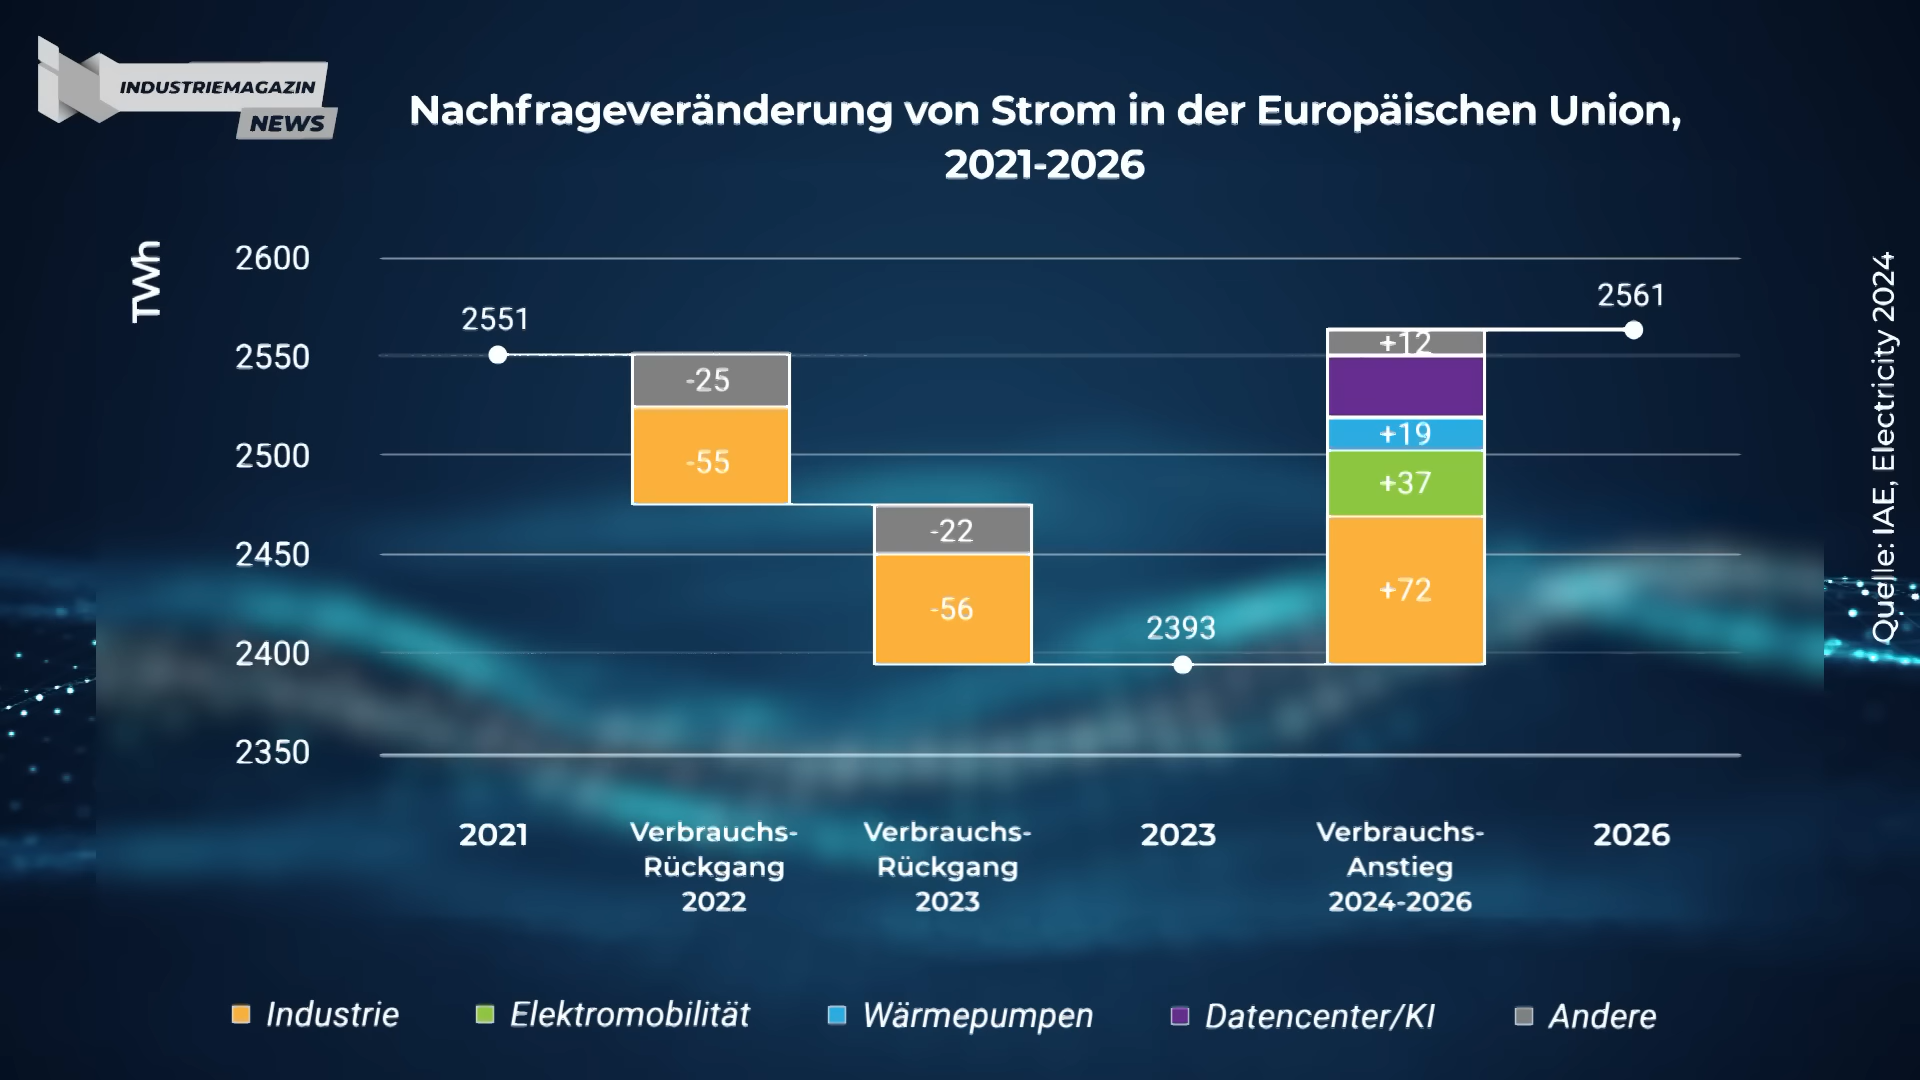 INDUSTRIEMAGAZIN
NEWS
Nachfrageveränderung von Strom in der Europäischen Union,
2021-2026
TWh
2600
2550
2500
2450
2400
2350
2551
-25
-55
-22
-56
2393
+12
+19
+37
+72
2561
2021
Verbrauchs-
Rückgang
2022
Verbrauchs-
Rückgang
2023
2023
Verbrauchs-
Anstieg
2024-2026
2026
Industrie
Elektromobilität
Wärmepumpen
Datencenter/KI
Andere
Quelle: IAE, Electricity 2024